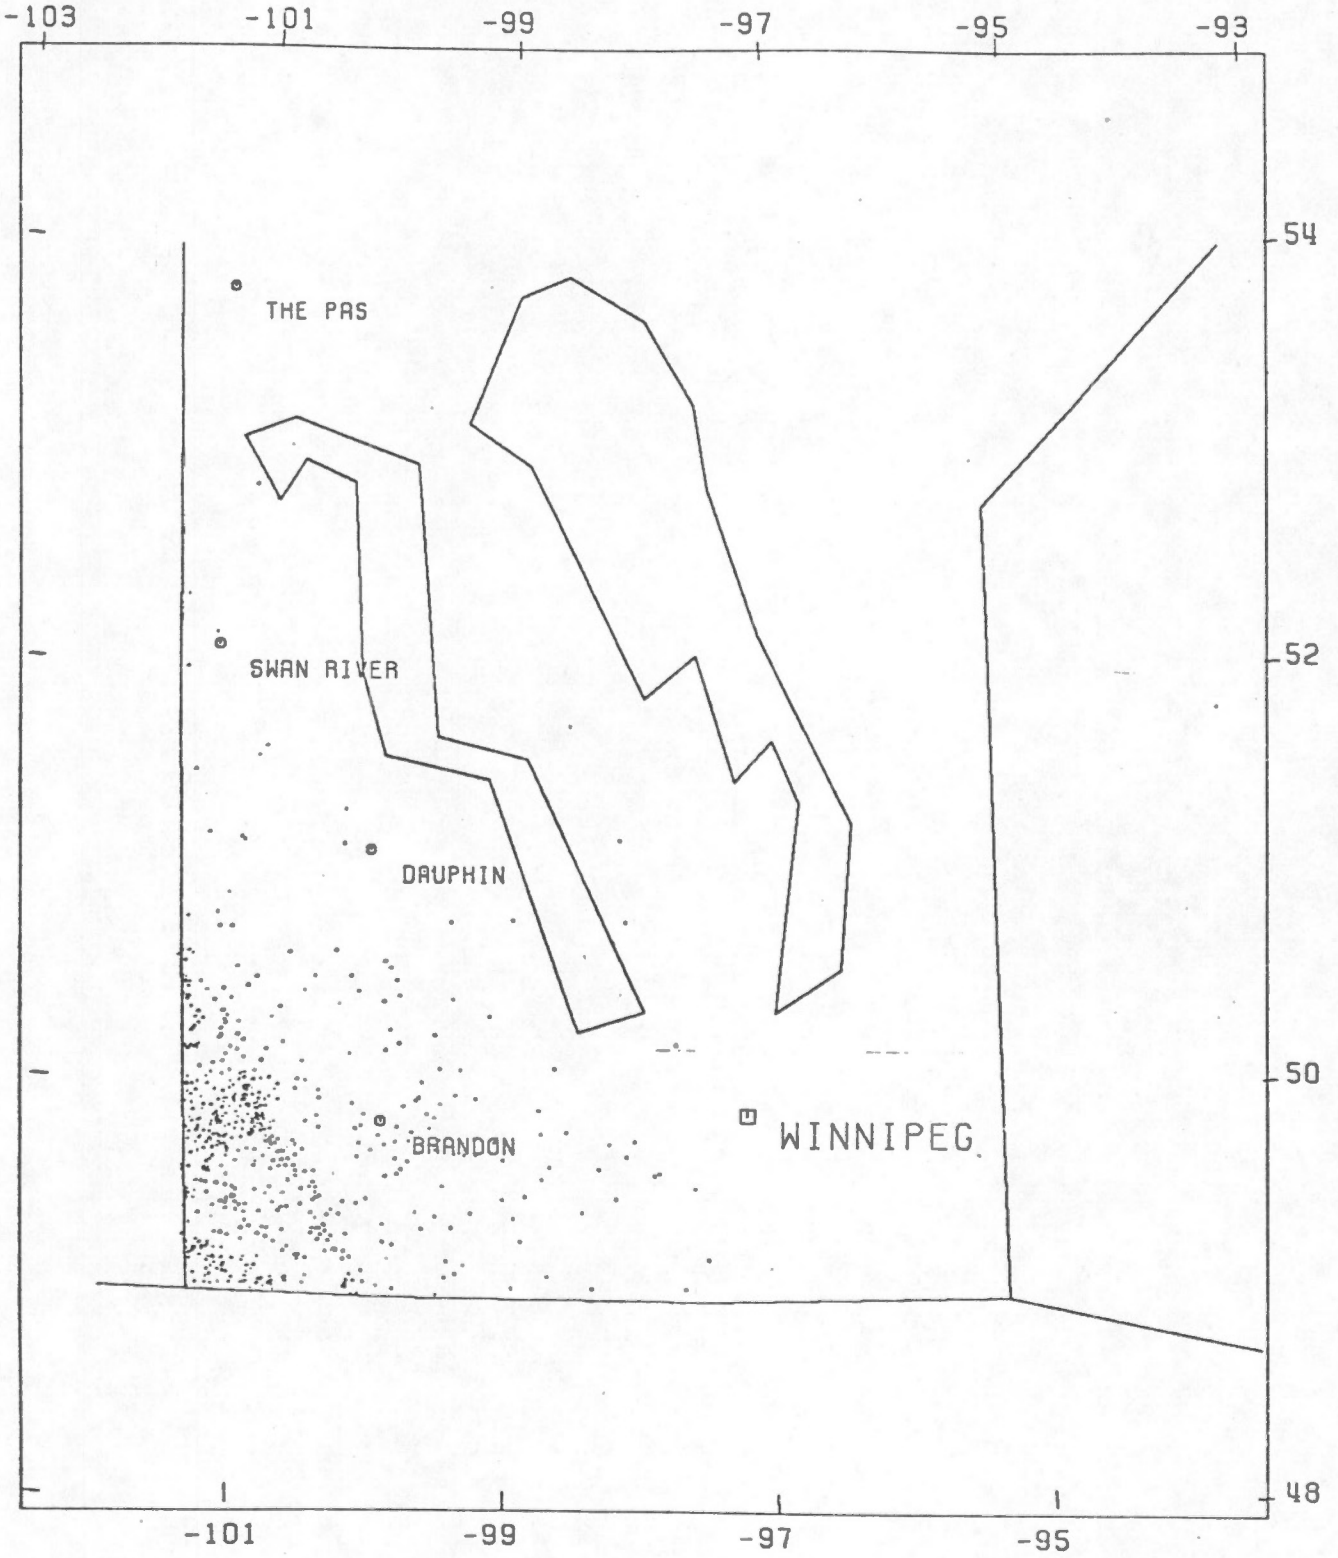 -103 -101 -99 -97 -95 -93
54
THE PAS
SWAN RIVER
52
DAUPHIN
50
BRANDON
WINNIPEG
48
-101 -99 -97 -95